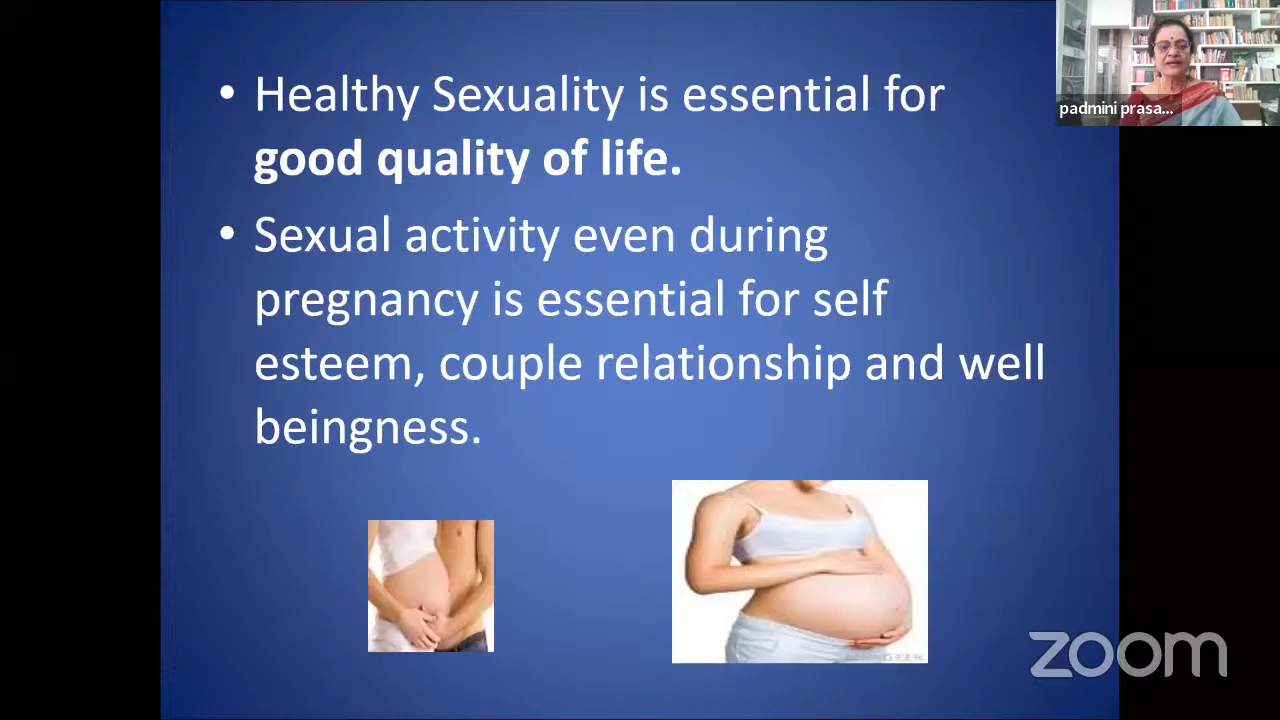 • Healthy Sexuality is essential for
good quality of life.
• Sexual activity even during
pregnancy is essential for self
esteem, couple relationship and well
beingness.
padmini prasa...
zoom